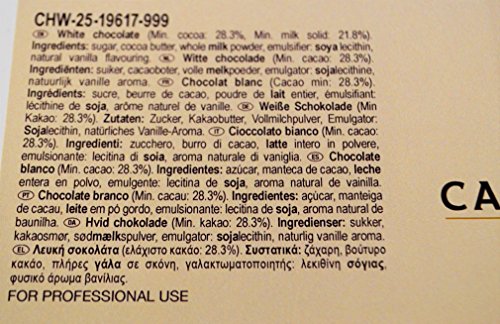 CHW-25-19617-999
EN White chocolate (Min. cocoa: 28.3%, Min. milk solid: 21.8%).
Ingredients: sugar, cocoa butter, whole milk powder, emulsifier: soya lecithin,
natural vanilla flavouring. NL Witte chocolade (Min. cacao: 28.3%).
Ingrediënten: suiker, cacaoboter, volle melkpoeder, emulgator: sojalecithine,
natuurlijk vanille aroma. FR Chocolat blanc (Cacao min: 28.3%).
Ingrédients: sucre, beurre de cacao, poudre de lait entier, émulsifiant:
lécithine de soja, arôme naturel de vanille. DE Weiße Schokolade (Min
Kakao: 28.3%). Zutaten: Zucker, Kakaobutter, Vollmilchpulver, Emulgator:
Sojalecithin, natürliches Vanille-Aroma. IT Cioccolato bianco (Min. cacao:
28.3%). Ingredienti: zucchero, burro di cacao, latte intero in polvere,
emulsionante: lecitina di soia, aroma naturale di vaniglia. ES Chocolate
blanco (Min. cacao: 28.3%). Ingredientes: azúcar, manteca de cacao, leche
entera en polvo, emulgente: lecitina de soja, aroma natural de vainilla.
PT Chocolate branco (Min. cacau: 28.3%). Ingredientes: açúcar, manteiga
de cacau, leite em pó gordo, emulsionante: lecitina de soja, aroma natural de
baunilha. DA Hvid chokolade (Min. kakao: 28.3%). Ingredienser: sukker,
kakaosmør, sødmælkspulver, emulgator: sojalecithin, naturlig vanille aroma.
EL Λευκή σοκολάτα (ελάχιστο κακάο: 28.3%). Συστατικά: ζάχαρη, βούτυρο
κακάο, πλήρες γάλα σε σκόνη, γαλακτωματοποιητής: λεκιθίνη σόγιας,
φυσικό άρωμα βανίλιας.
FOR PROFESSIONAL USE
CA